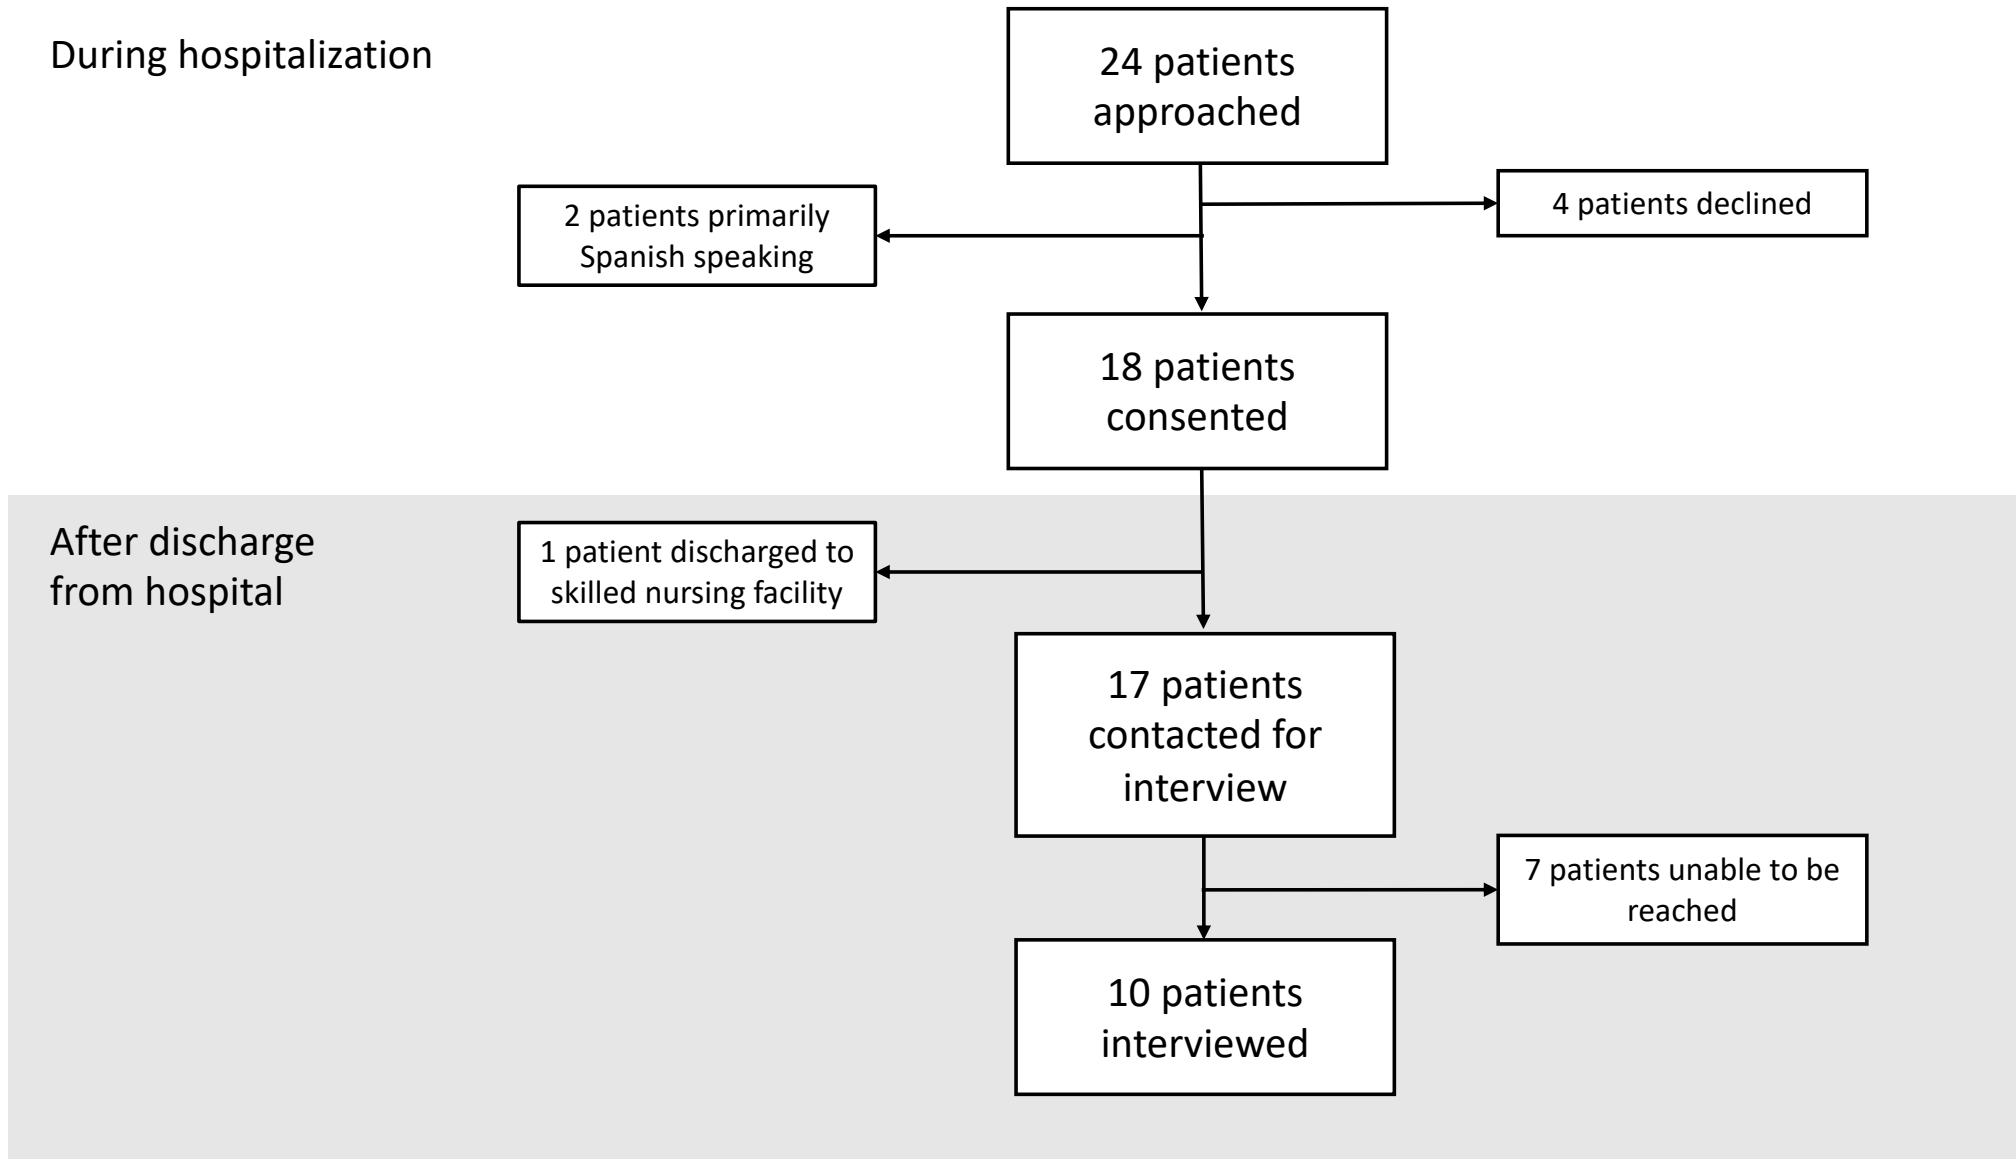 During hospitalization
24 patients
approached
4 patients declined
2 patients primarily
Spanish speaking
18 patients
consented
After discharge
from hospital
1 patient discharged to
skilled nursing facility
17 patients
contacted for
interview
7 patients unable to be
reached
10 patients
interviewed